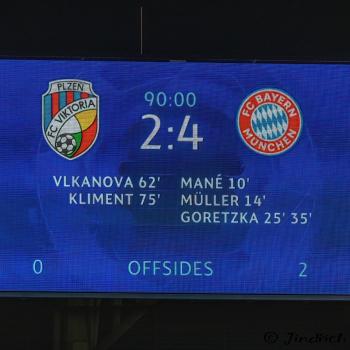 PLZEŇ
FC VIKTORIA
FC BAYERN
MÜNCHEN
90:00
2:4
VLKANOVA 62' MANÉ 10'
KLIMENT 75' MÜLLER 14'
GORETZKA 25' 35'
0 OFFSIDES 2
© Jindřich